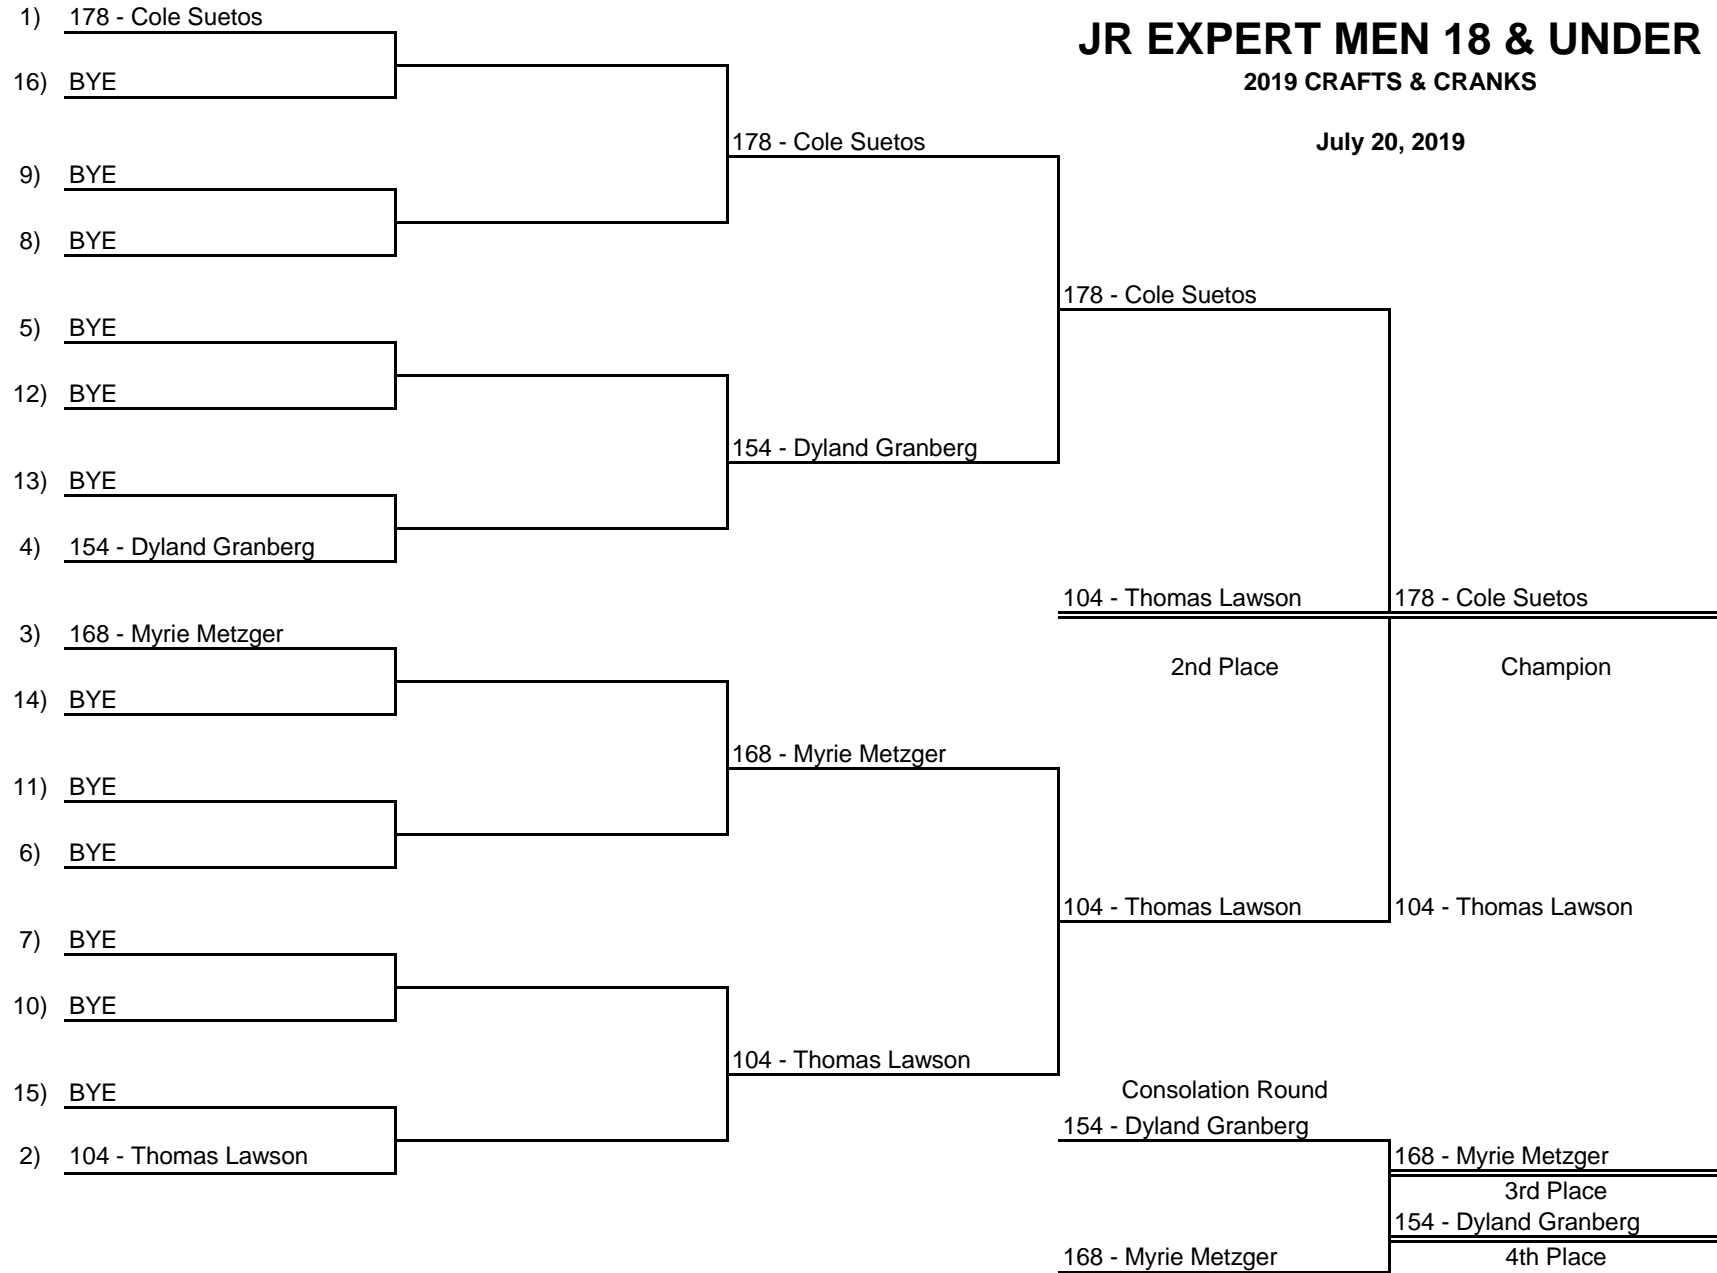 JR EXPERT MEN 18 & UNDER
2019 CRAFTS & CRANKS
July 20, 2019
1) 178 - Cole Suetos
16) BYE
9) BYE
8) BYE
5) BYE
12) BYE
13) BYE
4) 154 - Dyland Granberg
3) 168 - Myrie Metzger
14) BYE
11) BYE
6) BYE
7) BYE
10) BYE
15) BYE
2) 104 - Thomas Lawson
178 - Cole Suetos
154 - Dyland Granberg
168 - Myrie Metzger
104 - Thomas Lawson
178 - Cole Suetos
104 - Thomas Lawson
2nd Place
104 - Thomas Lawson
178 - Cole Suetos
Champion
104 - Thomas Lawson
Consolation Round
154 - Dyland Granberg
168 - Myrie Metzger
168 - Myrie Metzger
3rd Place
154 - Dyland Granberg
4th Place